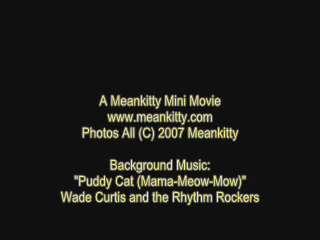 A Meankitty Mini Movie
www.meankitty.com
Photos All (C) 2007 Meankitty
Background Music:
"Puddy Cat (Mama-Meow-Mow)"
Wade Curtis and the Rhythm Rockers